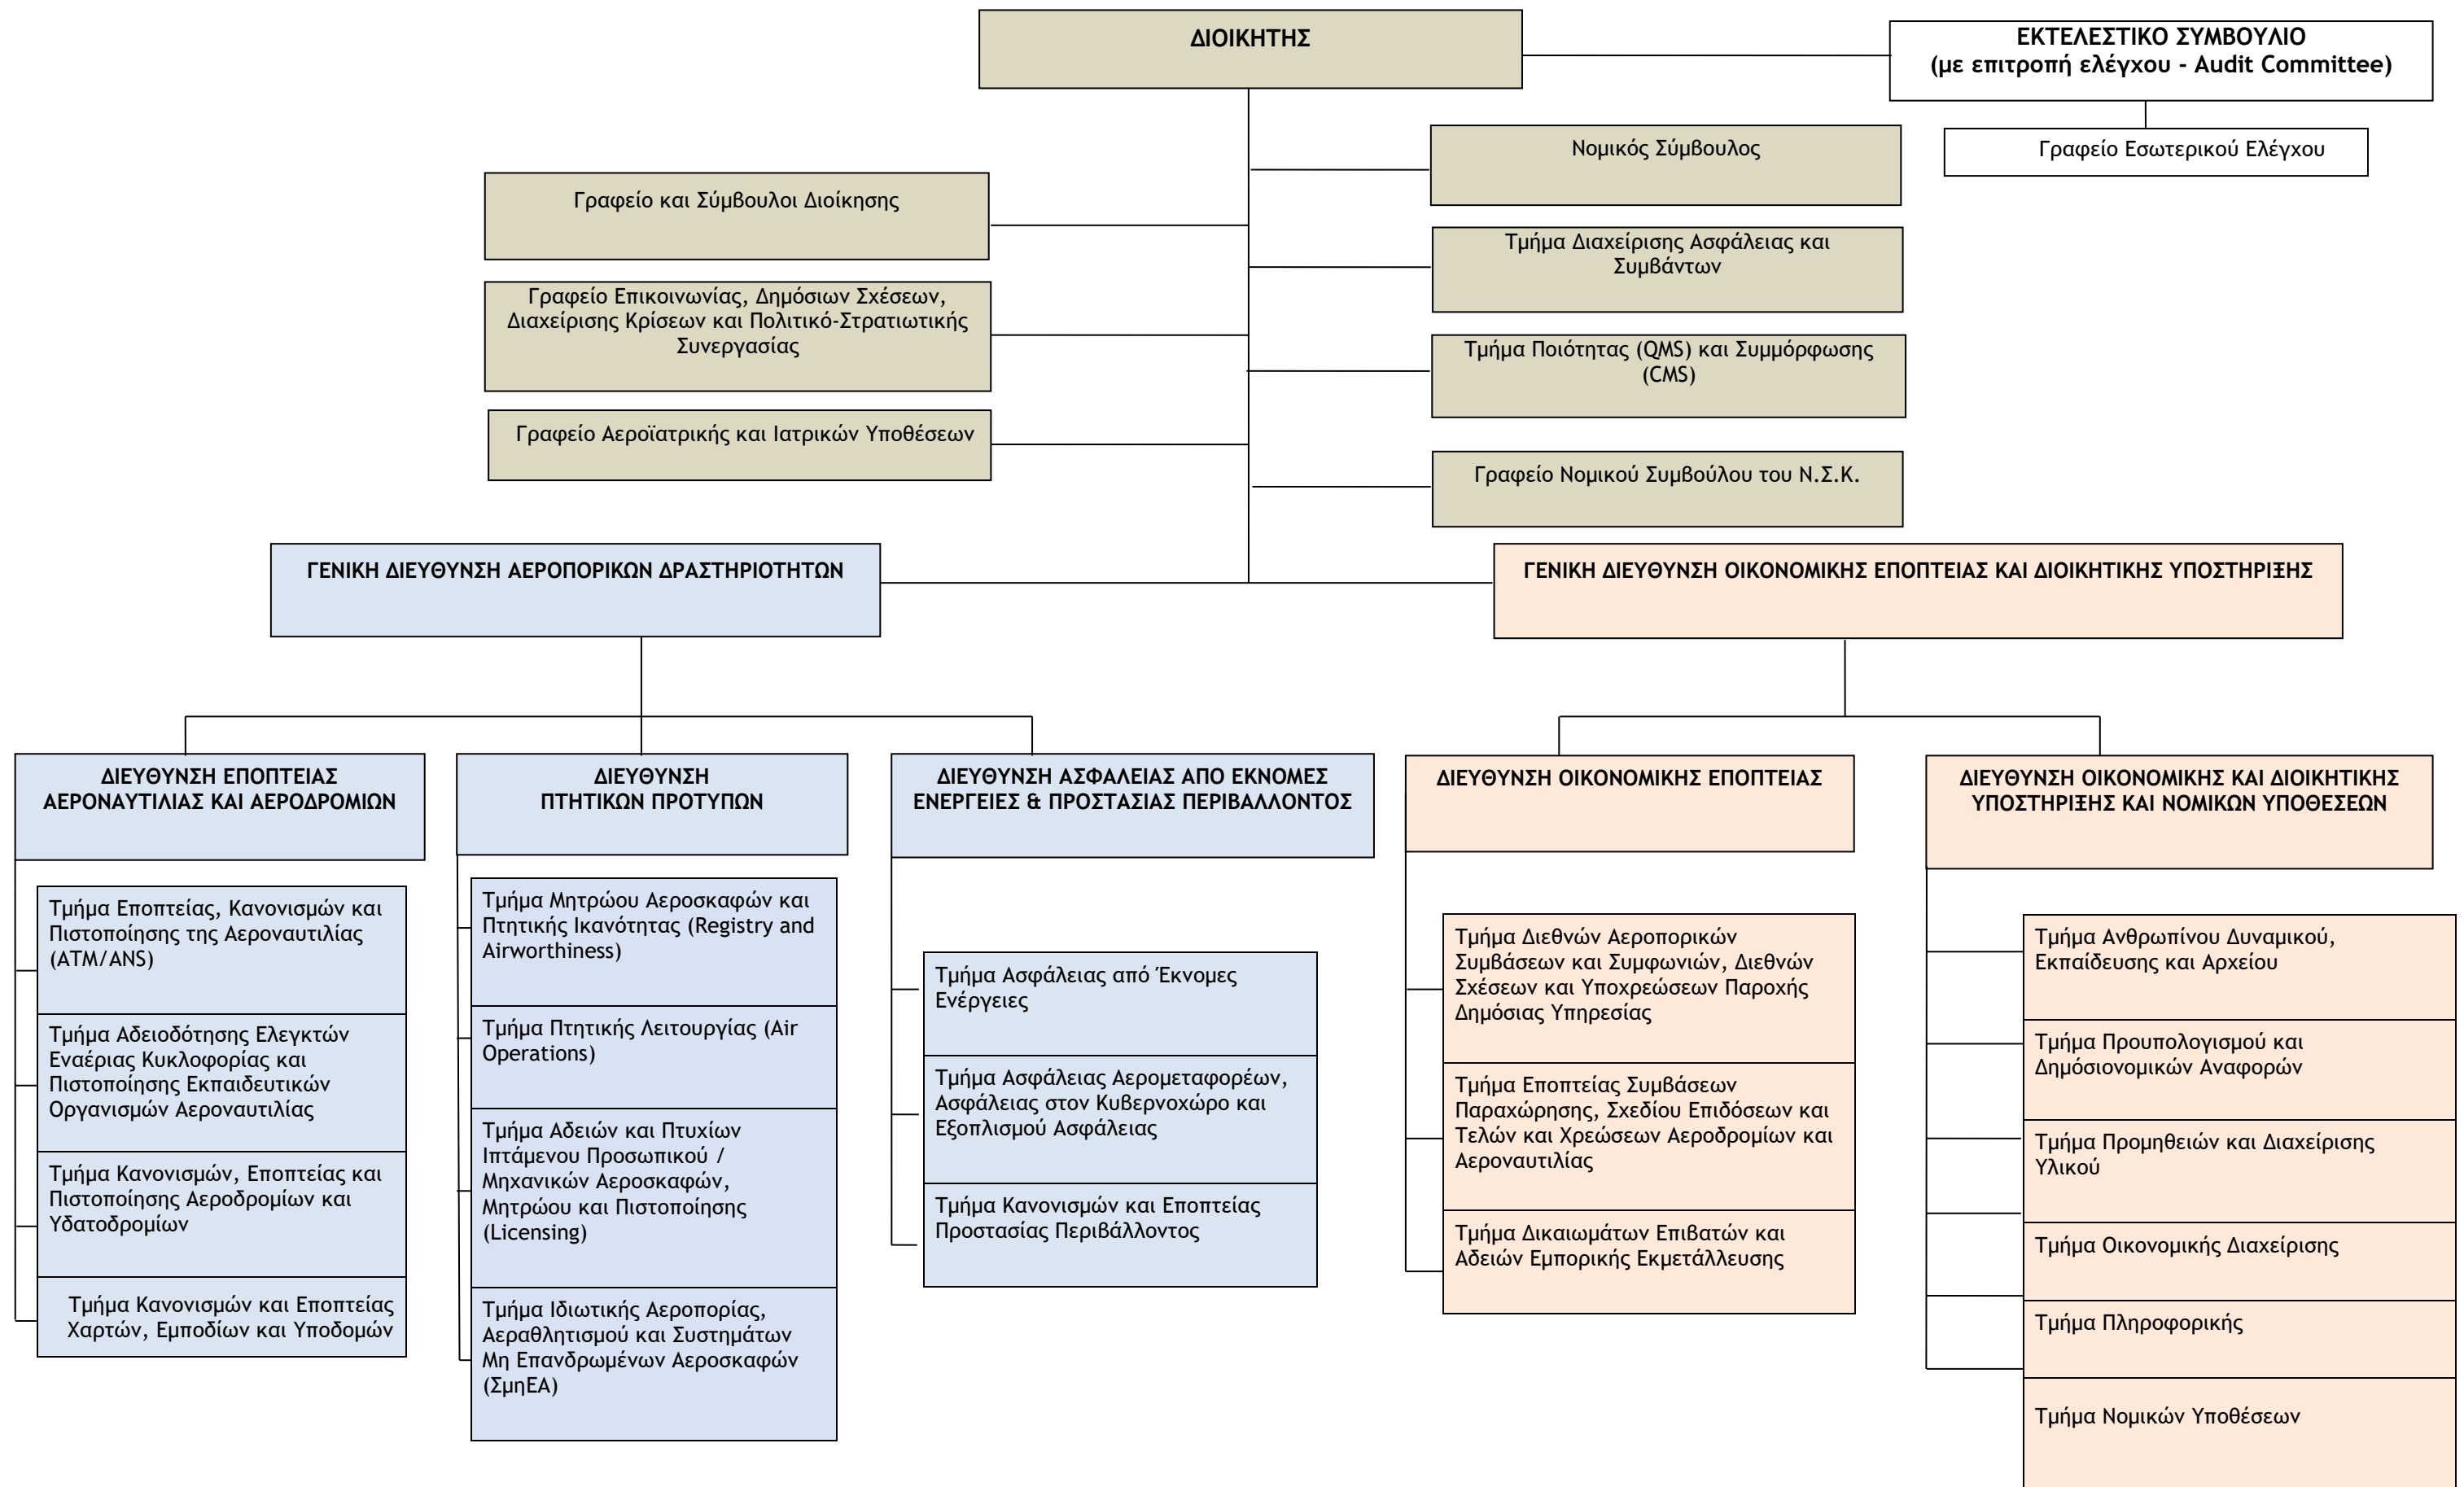 ΔΙΟΙΚΗΤΗΣ
ΕΚΤΕΛΕΣΤΙΚΟ ΣΥΜΒΟΥΛΙΟ
(με επιτροπή ελέγχου - Audit Committee)
Γραφείο Εσωτερικού Ελέγχου
Νομικός Σύμβουλος
Γραφείο και Σύμβουλοι Διοίκησης
Τμήμα Διαχείρισης Ασφάλειας και
Συμβάντων
Γραφείο Επικοινωνίας, Δημόσιων Σχέσεων,
Διαχείρισης Κρίσεων και Πολιτικό-Στρατιωτικής
Συνεργασίας
Τμήμα Ποιότητας (QMS) και Συμμόρφωσης
(CMS)
Γραφείο Αεροϊατρικής και Ιατρικών Υποθέσεων
Γραφείο Νομικού Συμβούλου του Ν.Σ.Κ.
ΓΕΝΙΚΗ ΔΙΕΥΘΥΝΣΗ ΑΕΡΟΠΟΡΙΚΩΝ ΔΡΑΣΤΗΡΙΟΤΗΤΩΝ
ΓΕΝΙΚΗ ΔΙΕΥΘΥΝΣΗ ΟΙΚΟΝΟΜΙΚΗΣ ΕΠΟΠΤΕΙΑΣ ΚΑΙ ΔΙΟΙΚΗΤΙΚΗΣ ΥΠΟΣΤΗΡΙΞΗΣ
ΔΙΕΥΘΥΝΣΗ ΕΠΟΠΤΕΙΑΣ
ΑΕΡΟΝΑΥΤΙΛΙΑΣ ΚΑΙ ΑΕΡΟΔΡΟΜΙΩΝ
Τμήμα Εποπτείας, Κανονισμών και
Πιστοποίησης της Αεροναυτιλίας
(ATM/ANS)
Τμήμα Αδειοδότησης Ελεγκτών
Εναέριας Κυκλοφορίας και
Πιστοποίησης Εκπαιδευτικών
Οργανισμών Αεροναυτιλίας
Τμήμα Κανονισμών, Εποπτείας και
Πιστοποίησης Αεροδρομίων και
Υδατοδρομίων
Τμήμα Κανονισμών και Εποπτείας
Χαρτών, Εμποδίων και Υποδομών
ΔΙΕΥΘΥΝΣΗ
ΠΤΗΤΙΚΩΝ ΠΡΟΤΥΠΩΝ
Τμήμα Μητρώου Αεροσκαφών και
Πτητικής Ικανότητας (Registry and
Airworthiness)
Τμήμα Πτητικής Λειτουργίας (Air
Operations)
Τμήμα Αδειών και Πτυχίων
Ιπτάμενου Προσωπικού /
Μηχανικών Αεροσκαφών,
Μητρώου και Πιστοποίησης
(Licensing)
Τμήμα Ιδιωτικής Αεροπορίας,
Αεραθλητισμού και Συστημάτων
Μη Επανδρωμένων Αεροσκαφών
(ΣμηΕΑ)
ΔΙΕΥΘΥΝΣΗ ΑΣΦΑΛΕΙΑΣ ΑΠΟ ΕΚΝΟΜΕΣ
ΕΝΕΡΓΕΙΕΣ & ΠΡΟΣΤΑΣΙΑΣ ΠΕΡΙΒΑΛΛΟΝΤΟΣ
Τμήμα Ασφάλειας από Έκνομες
Ενέργειες
Τμήμα Ασφάλειας Αερομεταφορέων,
Ασφάλειας στον Κυβερνοχώρο και
Εξοπλισμού Ασφάλειας
Τμήμα Κανονισμών και Εποπτείας
Προστασίας Περιβάλλοντος
ΔΙΕΥΘΥΝΣΗ ΟΙΚΟΝΟΜΙΚΗΣ ΕΠΟΠΤΕΙΑΣ
Τμήμα Διεθνών Αεροπορικών
Συμβάσεων και Συμφωνιών, Διεθνών
Σχέσεων και Υποχρεώσεων Παροχής
Δημόσιας Υπηρεσίας
Τμήμα Εποπτείας Συμβάσεων
Παραχώρησης, Σχεδίου Επιδόσεων και
Τελών και Χρεώσεων Αεροδρομίων και
Αεροναυτιλίας
Τμήμα Δικαιωμάτων Επιβατών και
Αδειών Εμπορικής Εκμετάλλευσης
ΔΙΕΥΘΥΝΣΗ ΟΙΚΟΝΟΜΙΚΗΣ ΚΑΙ ΔΙΟΙΚΗΤΙΚΗΣ
ΥΠΟΣΤΗΡΙΞΗΣ ΚΑΙ ΝΟΜΙΚΩΝ ΥΠΟΘΕΣΕΩΝ
Τμήμα Ανθρωπίνου Δυναμικού,
Εκπαίδευσης και Αρχείου
Τμήμα Προυπολογισμού και
Δημόσιονομικών Αναφορών
Τμήμα Προμηθειών και Διαχείρισης
Υλικού
Τμήμα Οικονομικής Διαχείρισης
Τμήμα Πληροφορικής
Τμήμα Νομικών Υποθέσεων